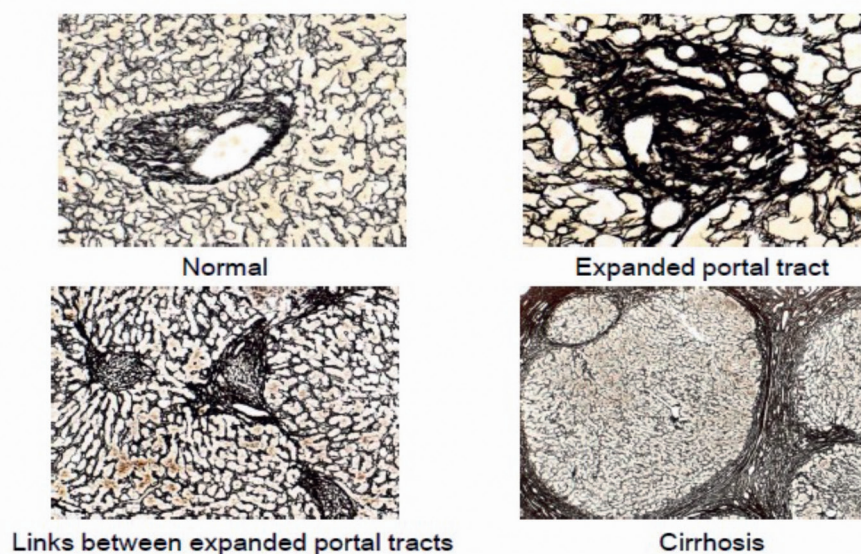 Normal
Expanded portal tract
Links between expanded portal tracts
Cirrhosis